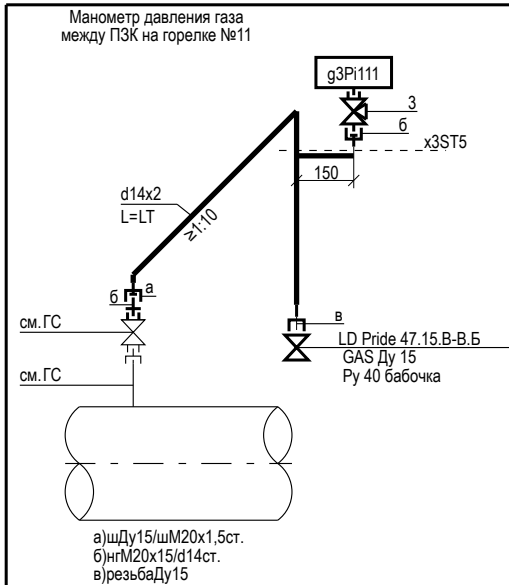 Манометр давления газа
между ПЗК на горелке №11
g3Pi111
3
б
x3ST5
150
d14x2
L=LT
≥1:10
а
б
см.ГС
в
LD Pride 47.15.В-В.Б
GAS Ду 15
Ру 40 бабочка
см.ГС
а)шДу15/шМ20х1,5ст.
б)нгМ20х15/d14ст.
в)резьбаДу15